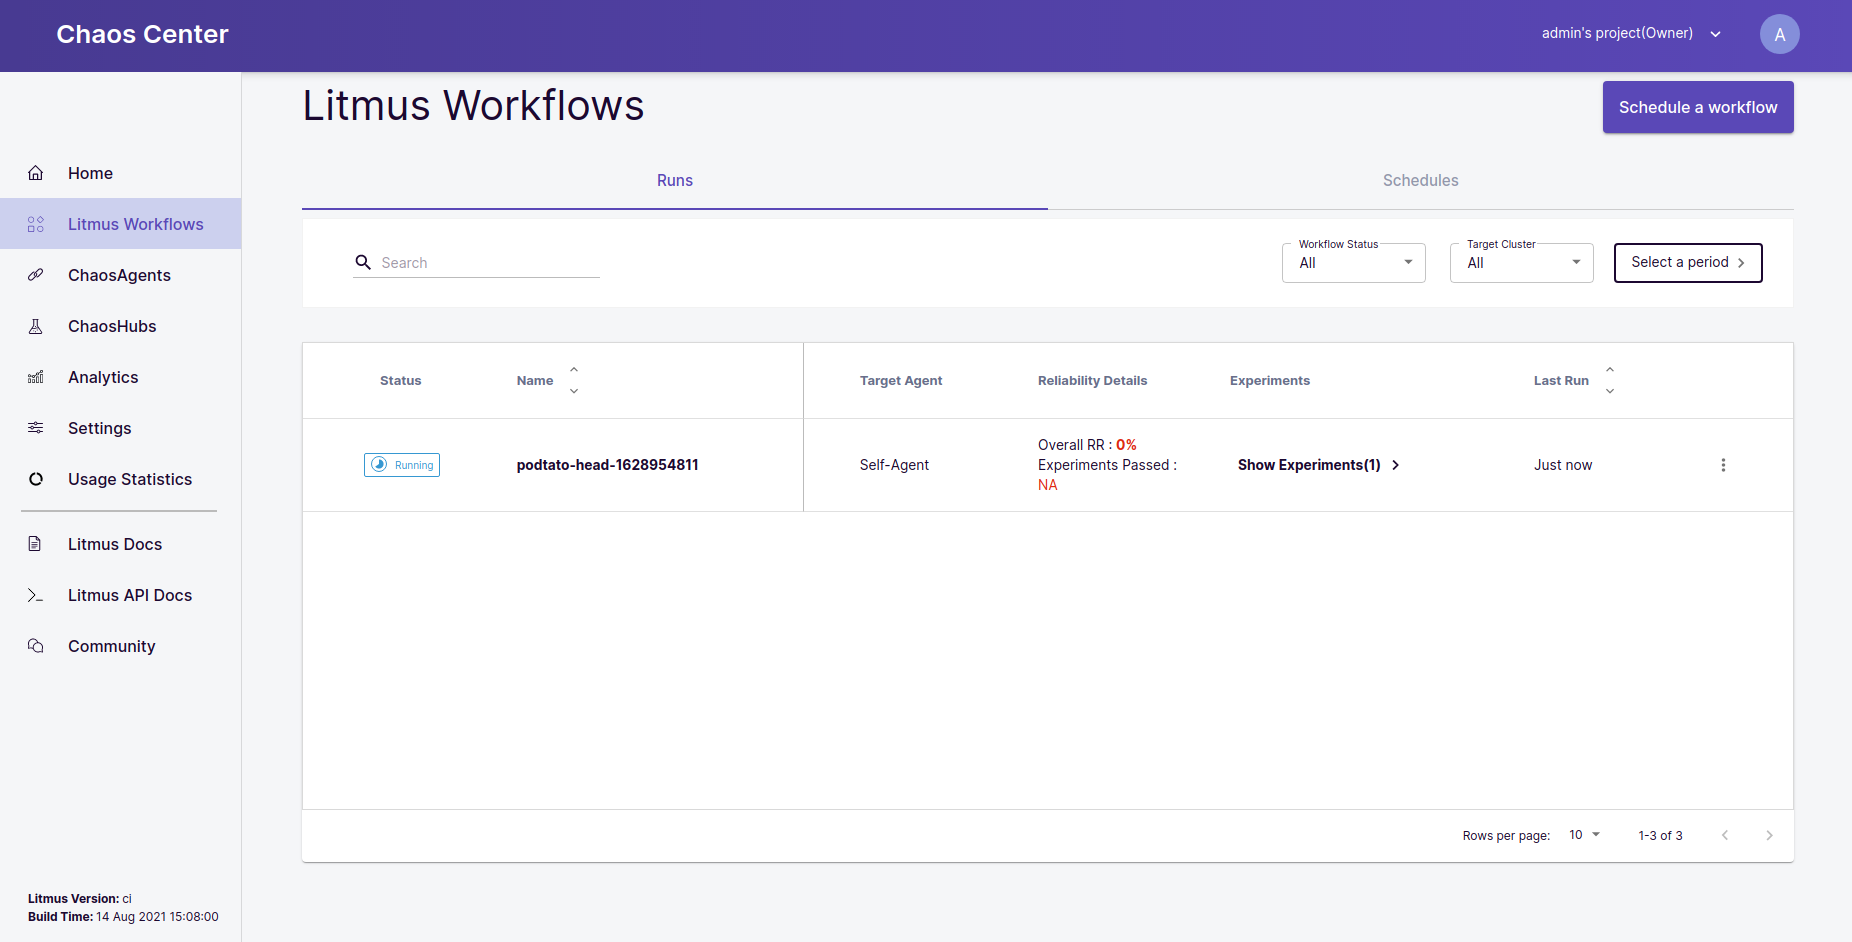 Chaos Center
admin's project(Owner)
A
Home
Litmus Workflows
ChaosAgents
ChaosHubs
Analytics
Settings
Usage Statistics
Litmus Docs
Litmus API Docs
Community
Litmus Version: ci
Build Time: 14 Aug 2021 15:08:00
Litmus Workflows
Schedule a workflow
Runs
Schedules
Search
Workflow Status
All
Target Cluster
All
Select a period
Status
Name
Target Agent
Reliability Details
Experiments
Last Run
Running
podtato-head-1628954811
Self-Agent
Overall RR : 0%
Experiments Passed :
NA
Show Experiments(1)
Just now
Rows per page:
10
1-3 of 3